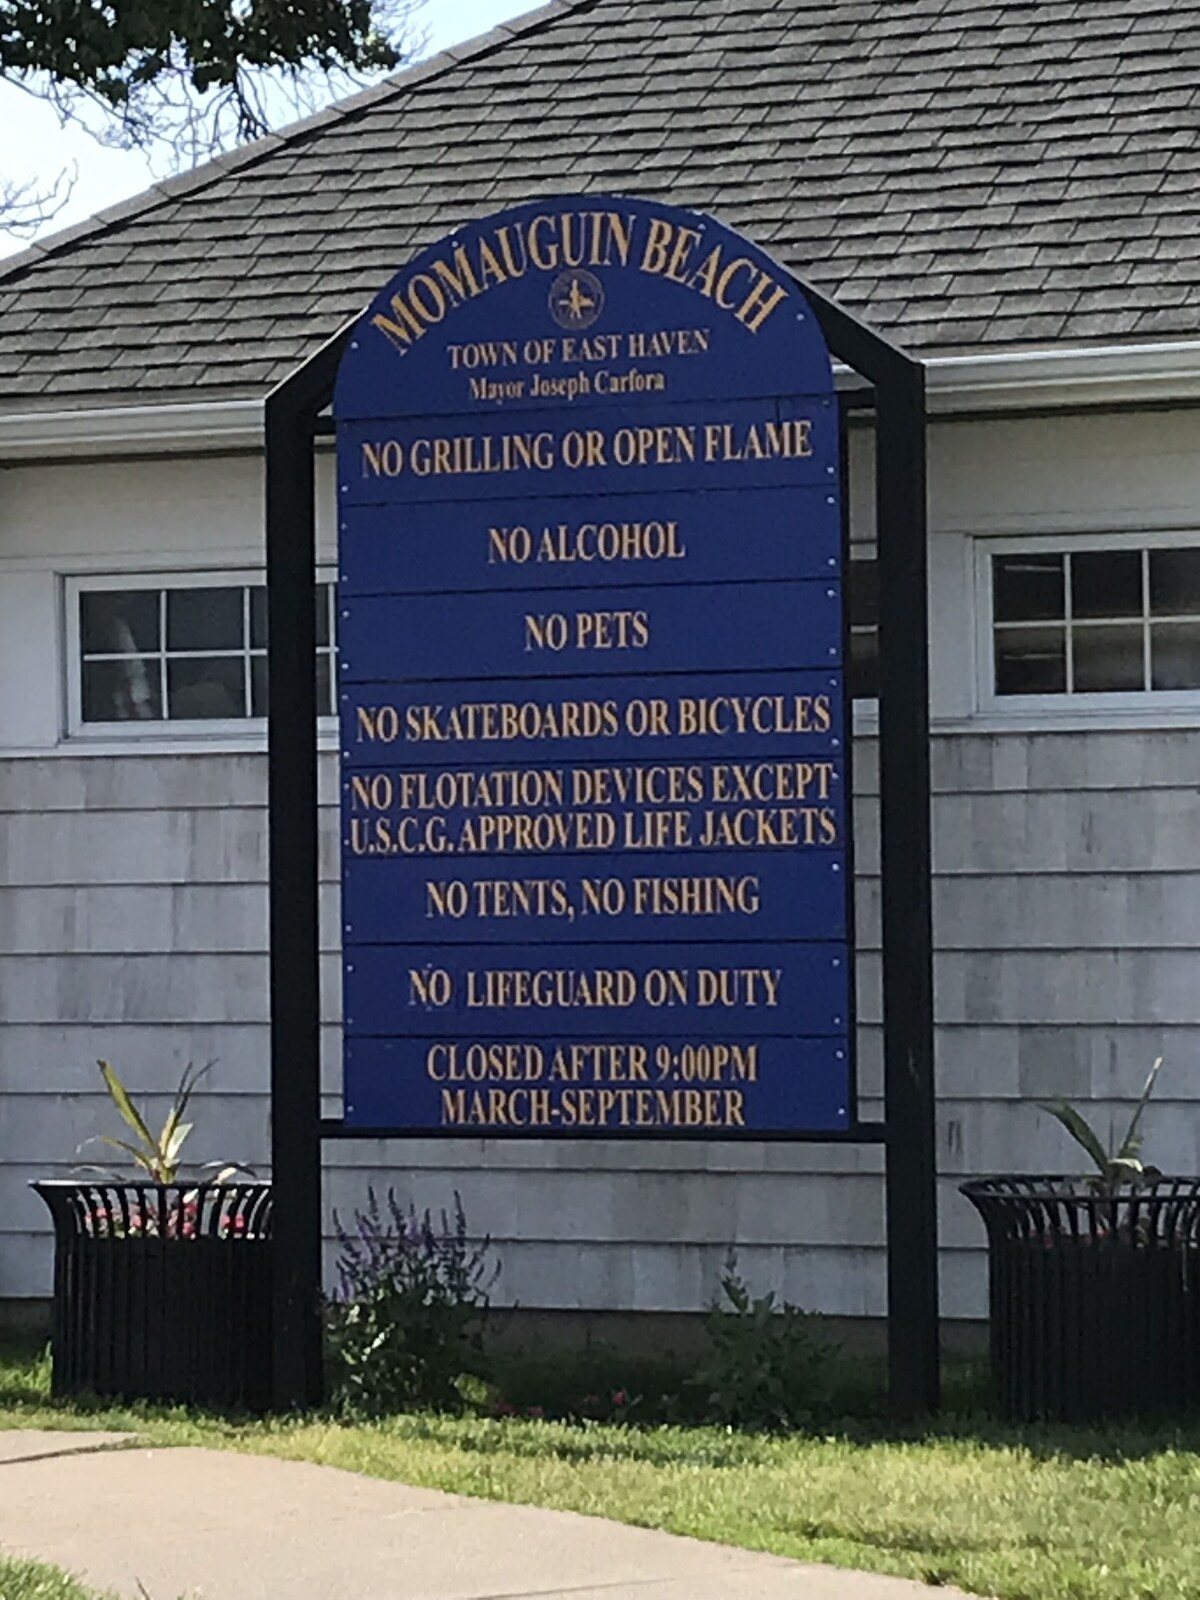 MOMAUGUIN BEACH
TOWN OF EAST HAVEN
Mayor Joseph Carfora
NO GRILLING OR OPEN FLAME
NO ALCOHOL
NO PETS
NO SKATEBOARDS OR BICYCLES
NO FLOTATION DEVICES EXCEPT
U.S.C.G. APPROVED LIFE JACKETS
NO TENTS, NO FISHING
NO LIFEGUARD ON DUTY
CLOSED AFTER 9:00PM
MARCH-SEPTEMBER